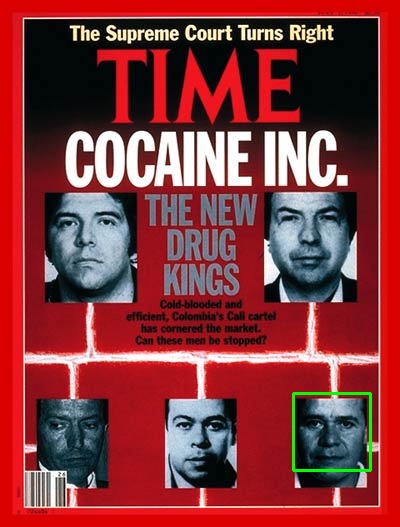 The Supreme Court Turns Right
TIME
COCAINE INC.
THE NEW
DRUG
KINGS
Cold-blooded and
efficient, Colombia's Cali cartel
has cornered the market.
Can these men be stopped?
26